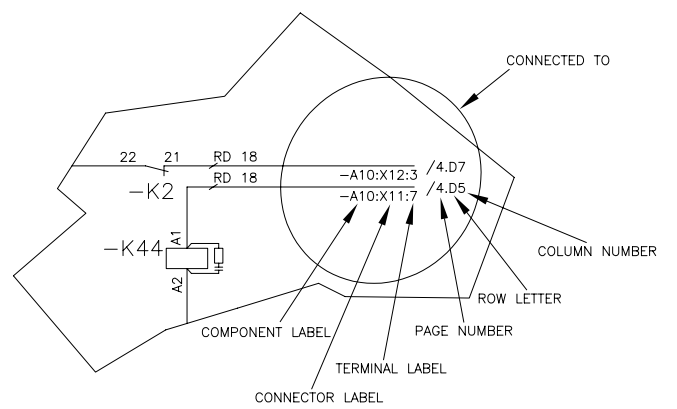 CONNECTED TO
22 21 RD 18
-A10:X12:3 /4.D7
-K2 RD 18
-A10:X11:7 /4.D5
A1
-K44
A2
COLUMN NUMBER
ROW LETTER
COMPONENT LABEL
PAGE NUMBER
TERMINAL LABEL
CONNECTOR LABEL